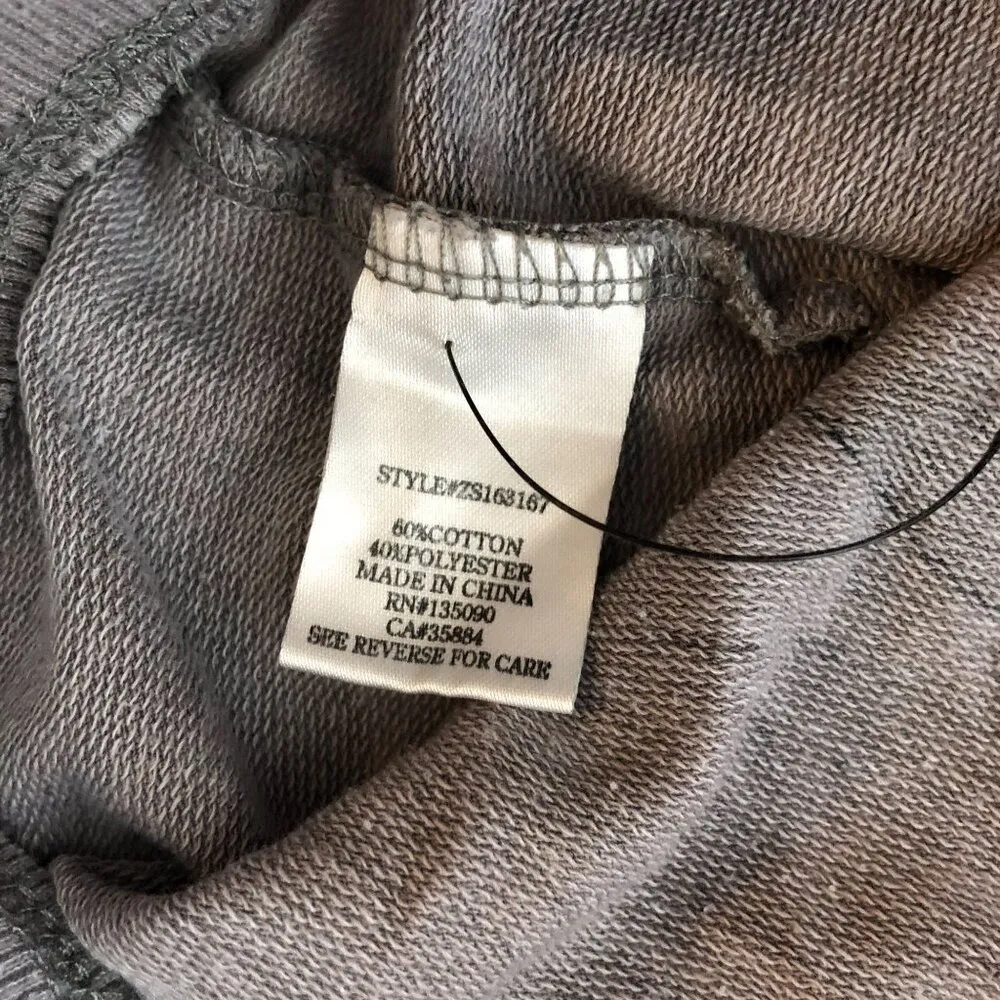 STYLE#ZS163167
60%COTTON
40%POLYESTER
MADE IN CHINA
RN#135090
CA#35884
SEE REVERSE FOR CARE